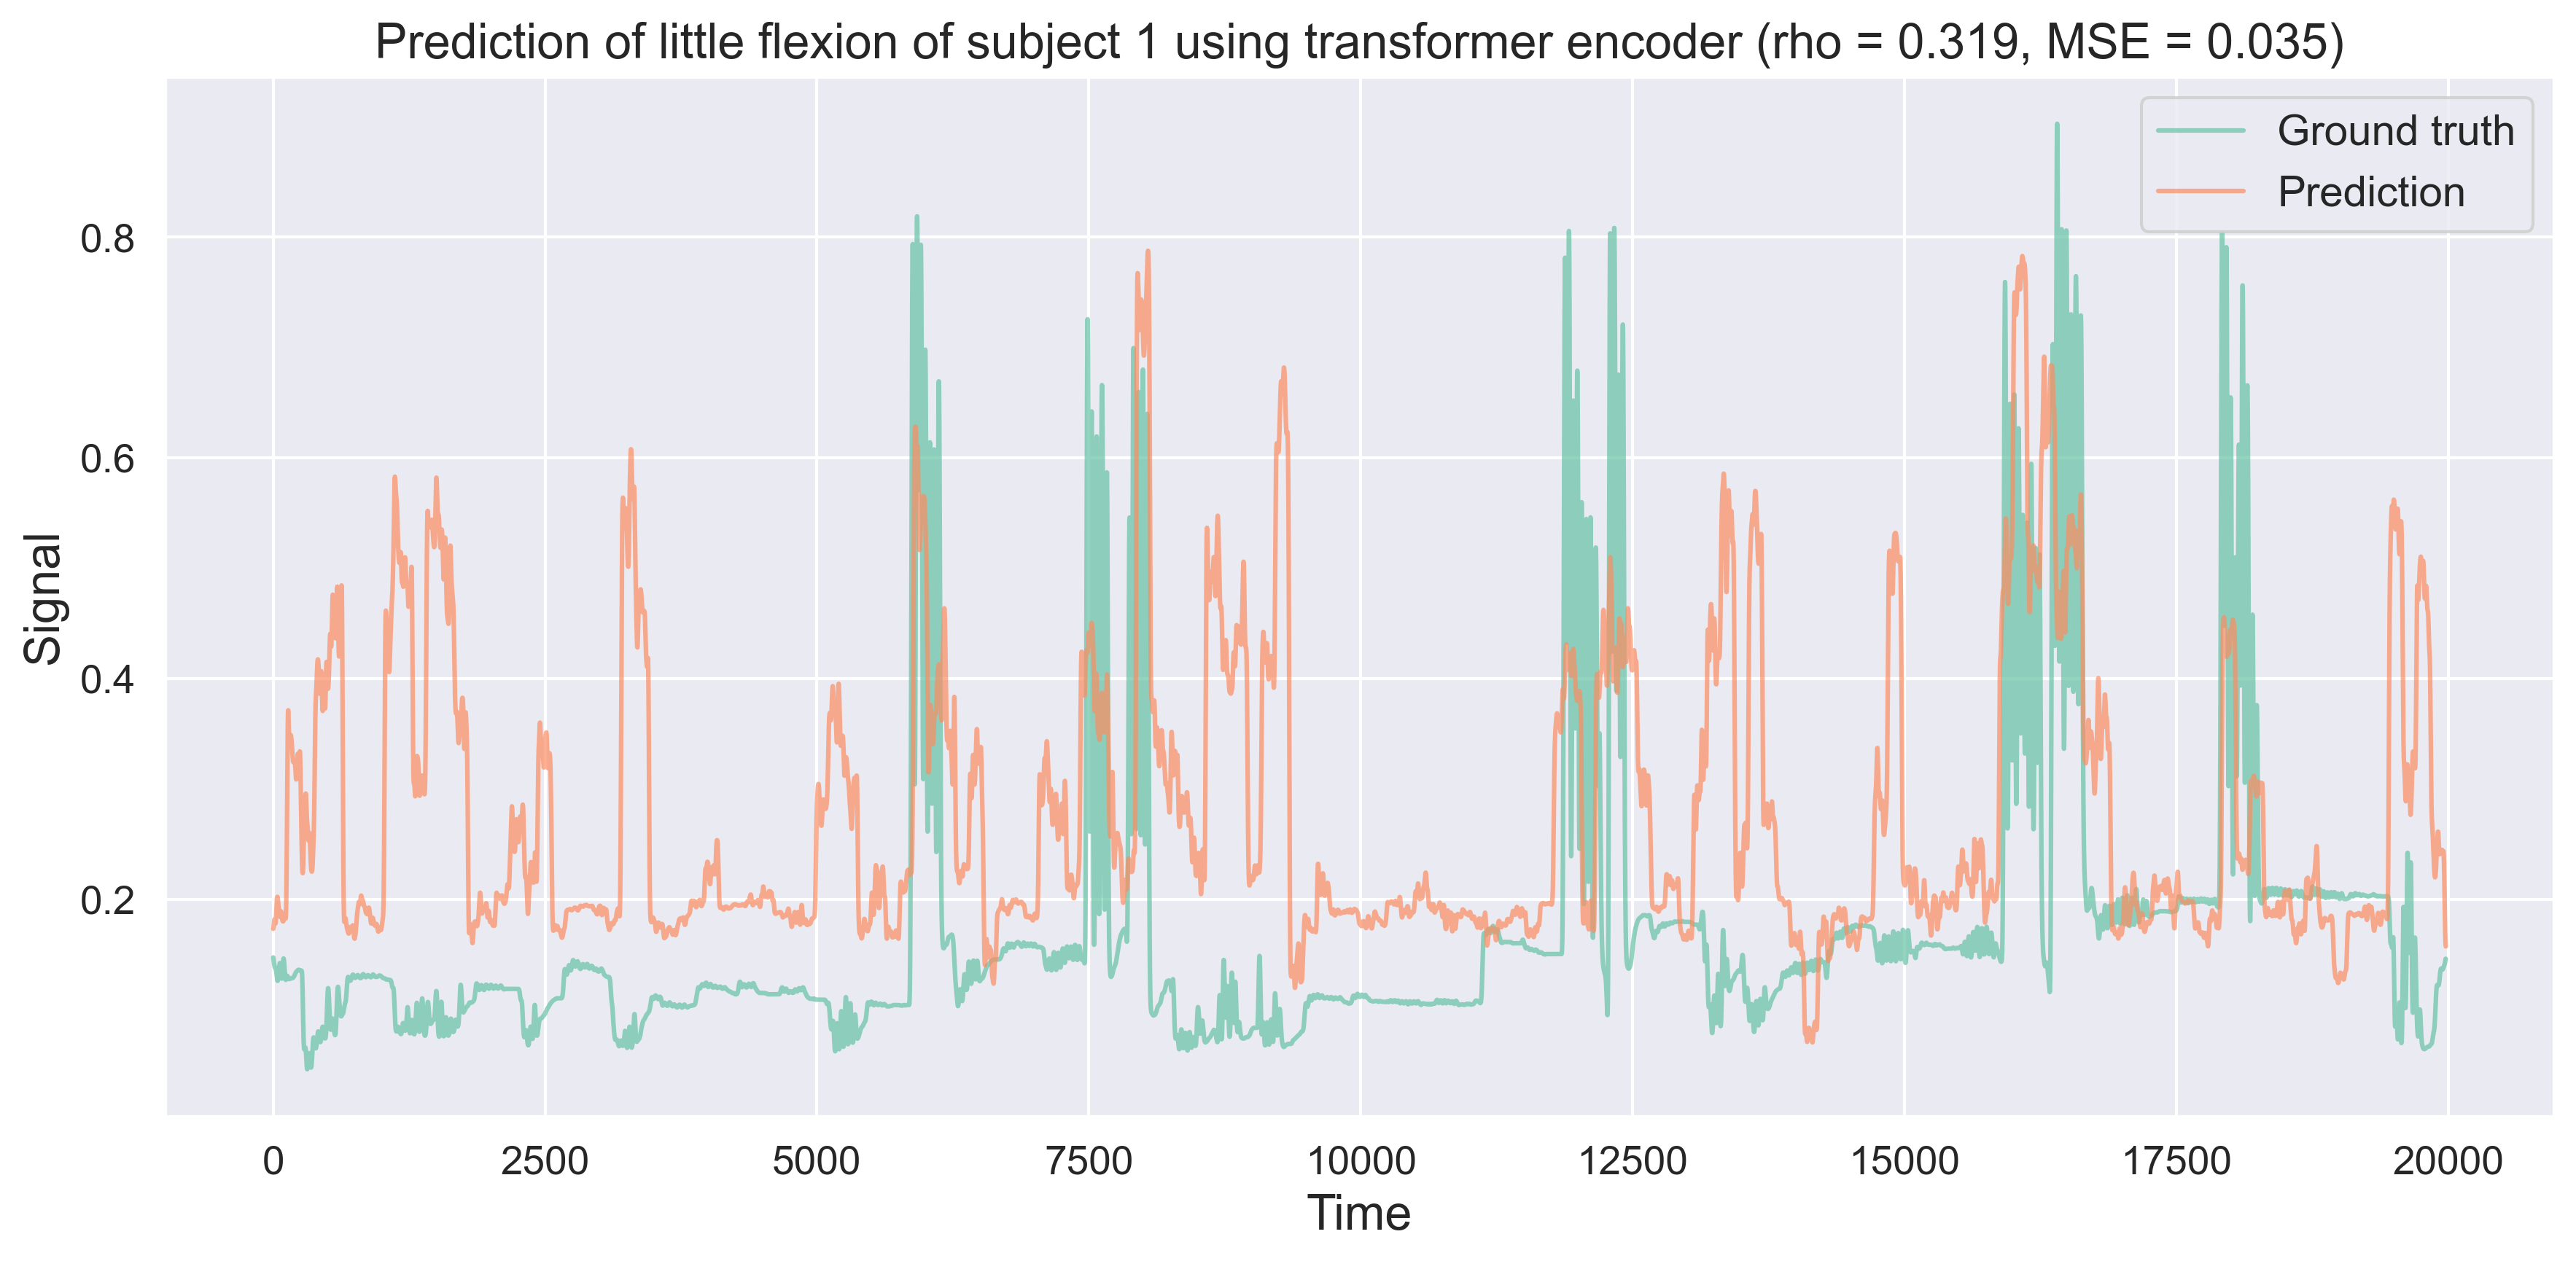 Prediction of little flexion of subject 1 using transformer encoder (rho = 0.319, MSE = 0.035)
Ground truth
Prediction
0.8
0.6
0.4
0.2
Signal
0 2500 5000 7500 10000 12500 15000 17500 20000
Time